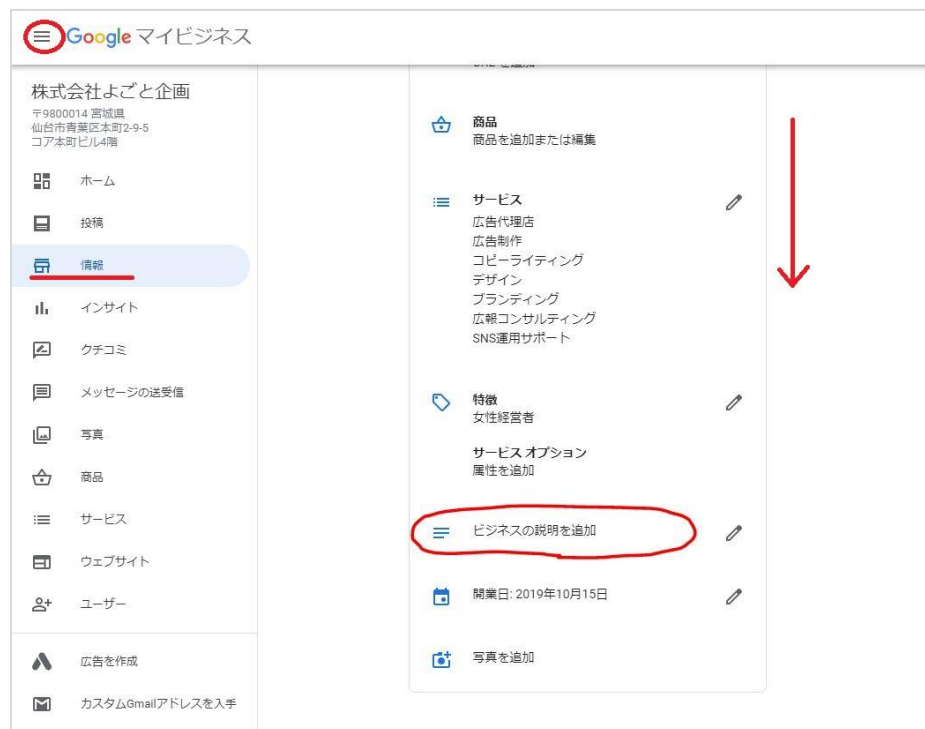 Google マイビジネス
株式会社よごと企画
〒9800014 宮城県
仙台市青葉区本町2-9-5
コア本町ビル4階
ホーム
投稿
情報
インサイト
クチコミ
メッセージの送受信
写真
商品
サービス
ウェブサイト
ユーザー
広告を作成
カスタムGmailアドレスを入手
商品
商品を追加または編集
サービス
広告代理店
広告制作
コピーライティング
デザイン
ブランディング
広報コンサルティング
SNS運用サポート
特徴
女性経営者
サービス オプション
属性を追加
ビジネスの説明を追加
開業日: 2019年10月15日
写真を追加